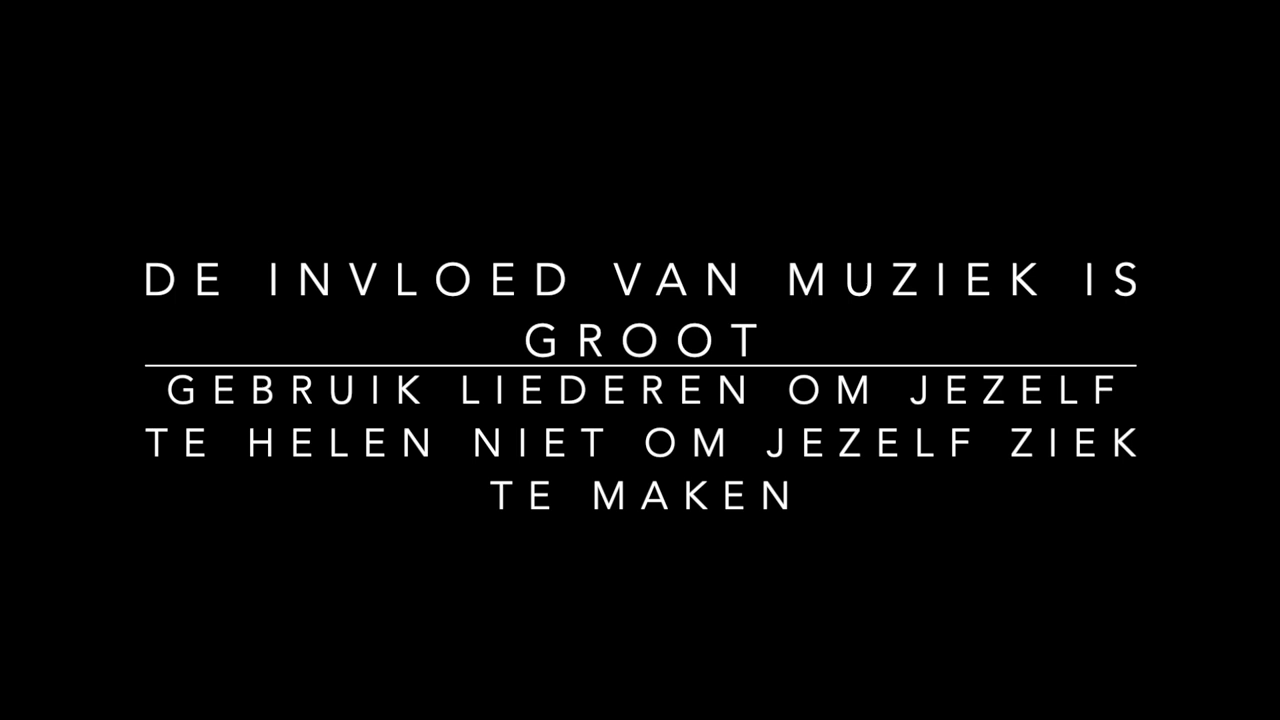 DE INVLOED VAN MUZIEK IS
GROOT
GEBRUIK LIEDEREN OM JEZELF
TE HELEN NIET OM JEZELF ZIEK
TE MAKEN